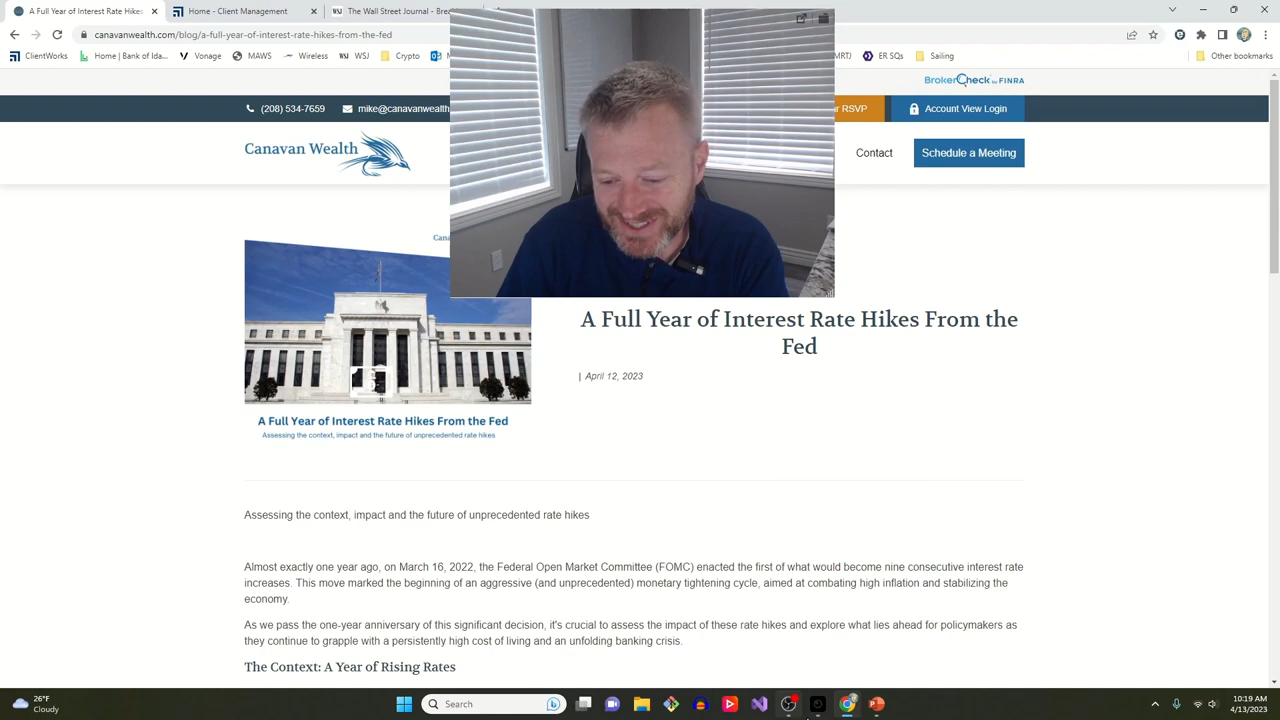 A Full Year of Interest Rate Hikes
Home - Canavan Management
The Wall Street Journal - Brea
canavanwealth.com/blog/a-full-year-of-interest-rate-hikes-from-the-fed
ClientWorks
Home | Bank of Ida...
MAWS
Vonage
Wireless
WSJ
Crypto
MRTJ
ER SQs
Sailing
Other bookmarks
BrokerCheck by FINRA
(208) 534-7659
mike@canavanwealth
r RSVP
Account View Login
Canavan Wealth
Contact
Schedule a Meeting
Cana
A Full Year of Interest Rate Hikes From the
Fed
| April 12, 2023
A Full Year of Interest Rate Hikes From the Fed
Assessing the context, impact and the future of unprecedented rate hikes
Assessing the context, impact and the future of unprecedented rate hikes
Almost exactly one year ago, on March 16, 2022, the Federal Open Market Committee (FOMC) enacted the first of what would become nine consecutive interest rate
increases. This move marked the beginning of an aggressive (and unprecedented) monetary tightening cycle, aimed at combating high inflation and stabilizing the
economy.
As we pass the one-year anniversary of this significant decision, it's crucial to assess the impact of these rate hikes and explore what lies ahead for policymakers as
they continue to grapple with a persistently high cost of living and an unfolding banking crisis.
The Context: A Year of Rising Rates
26°F
Cloudy
Search
10:19 AM
4/13/2023